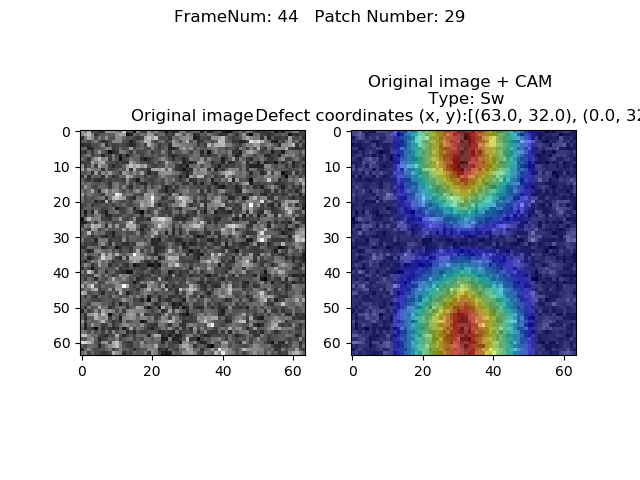 FrameNum: 44   Patch Number: 29
Original image + CAM
Type: Sw
Original image
Defect coordinates (x, y):[(63.0, 32.0), (0.0, 32
0
10
20
30
40
50
60
0 20 40 60
0
10
20
30
40
50
60
0 20 40 60